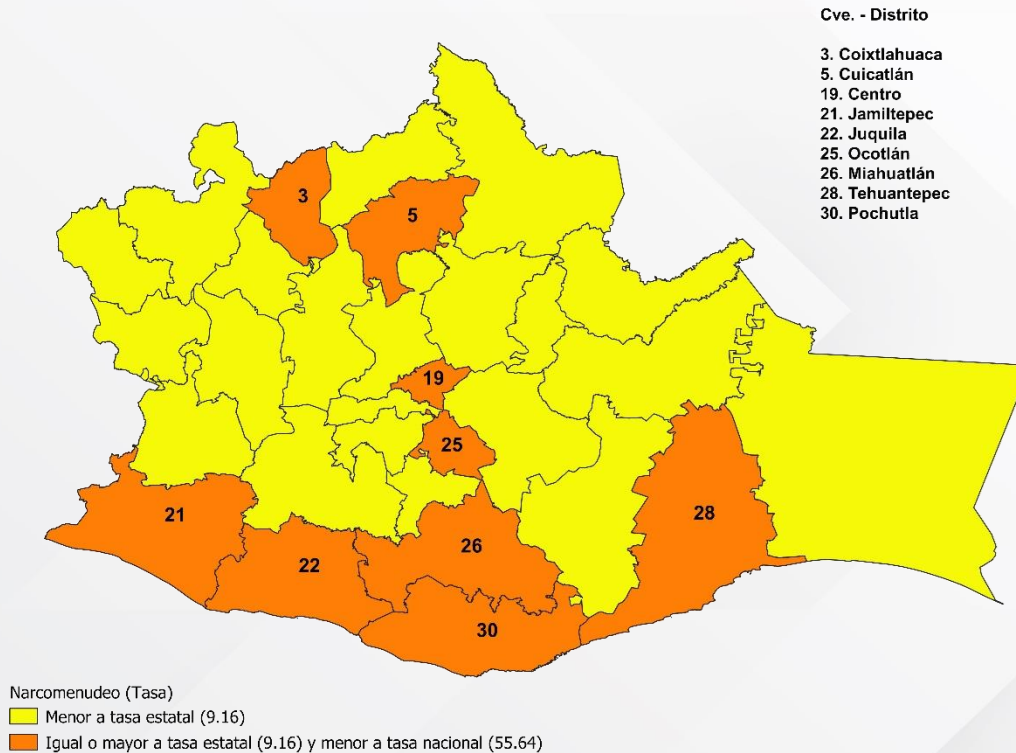 Cve. - Distrito
3. Coixtlahuaca
5. Cuicatlán
19. Centro
21. Jamiltepec
22. Juquila
25. Ocotlán
26. Miahuatlán
28. Tehuantepec
30. Pochutla
3
5
19
25
21
28
26
22
30
Narcomenudeo (Tasa)
Menor a tasa estatal (9.16)
Igual o mayor a tasa estatal (9.16) y menor a tasa nacional (55.64)